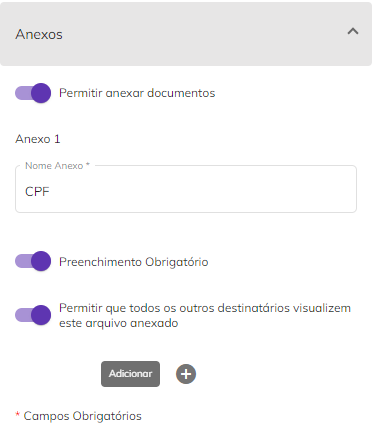 Anexos
Permitir anexar documentos
Anexo 1
Nome Anexo *
CPF
Preenchimento Obrigatório
Permitir que todos os outros destinatários visualizem
este arquivo anexado
Adicionar
* Campos Obrigatórios